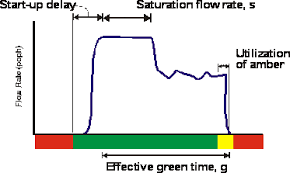 Start-up delay
Saturation flow rate, s
Utilization
of amber
Flow Rate (pcph)
Effective green time, g